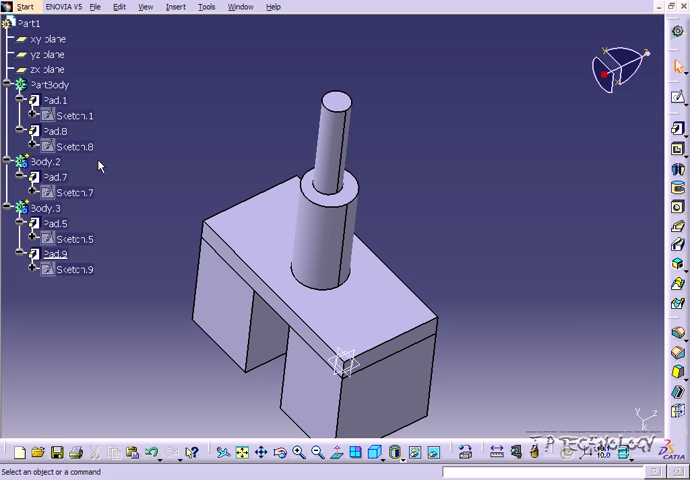 Start ENOVIA V5 File Edit View Insert Tools Window Help
Part1
xy plane
yz plane
zx plane
PartBody
Pad.1
Sketch.1
Pad.8
Sketch.8
Body.2
Pad.7
Sketch.7
Body.3
Pad.5
Sketch.5
Pad.9
Sketch.9
TECHNOLOGY
CATIA
Select an object or a command